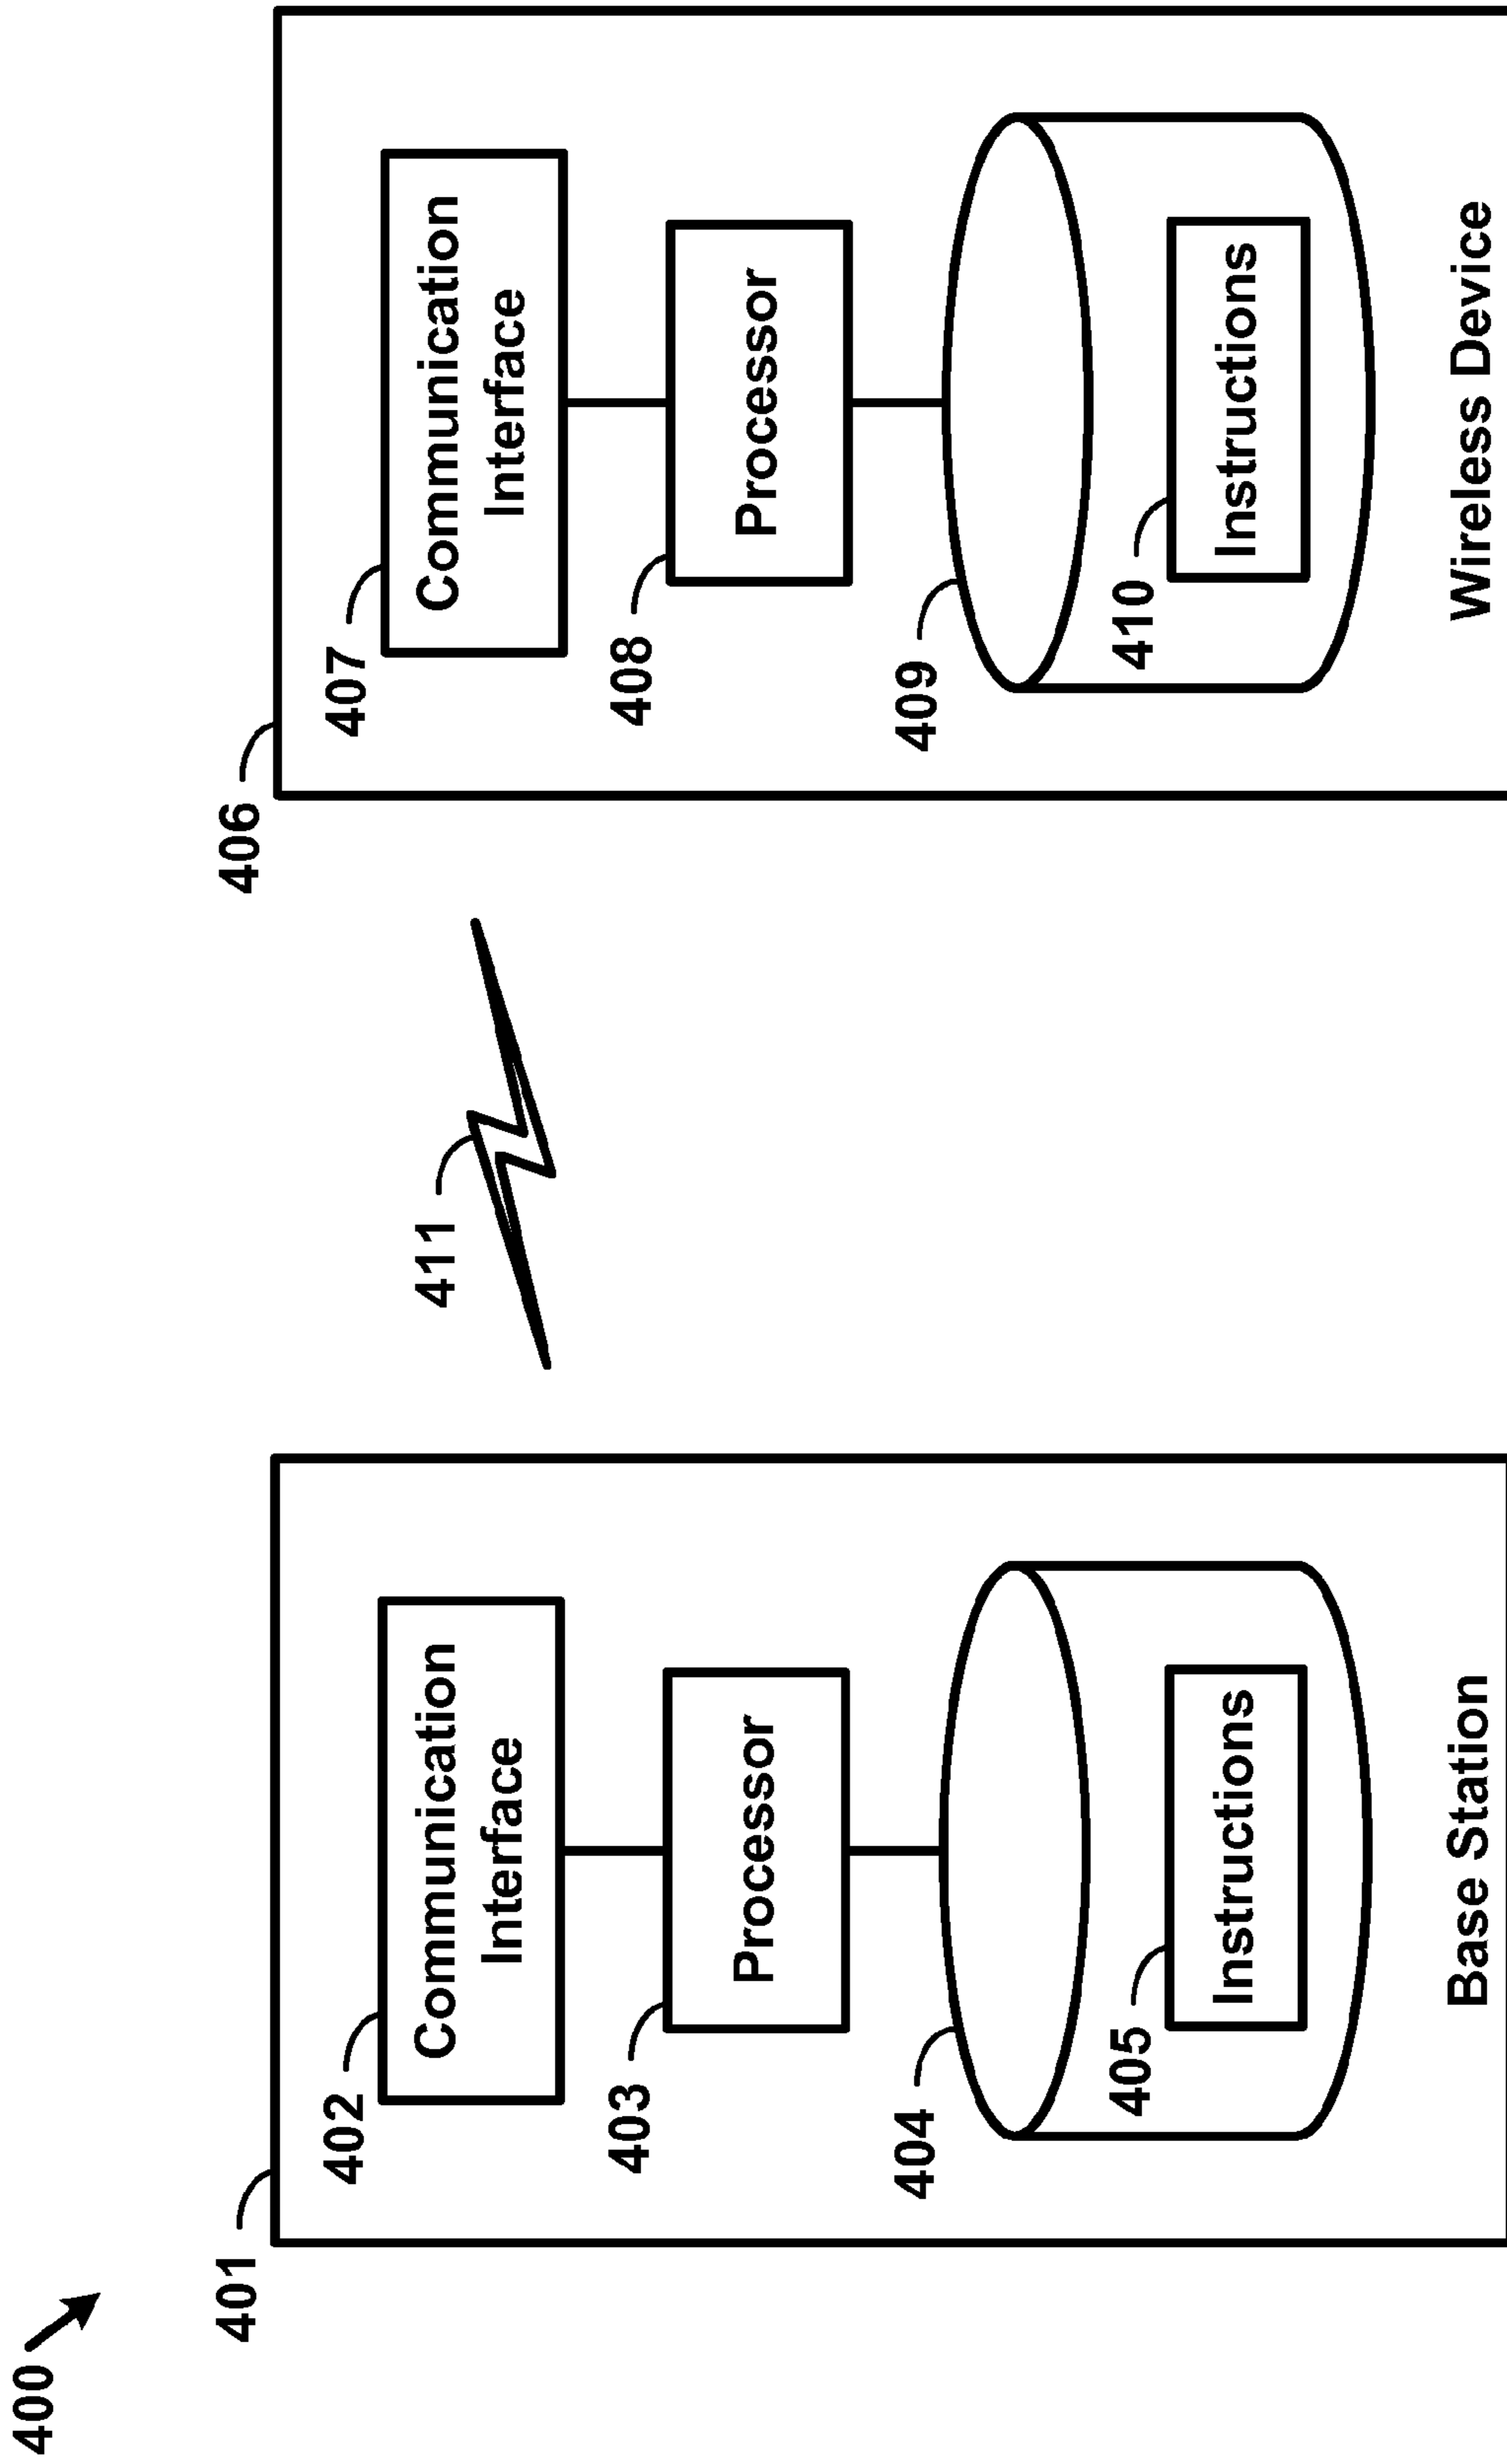 400
401
402
Communication
Interface
403
Processor
404
405
Instructions
Base Station
411
406
407
Communication
Interface
408
Processor
409
410
Instructions
Wireless Device